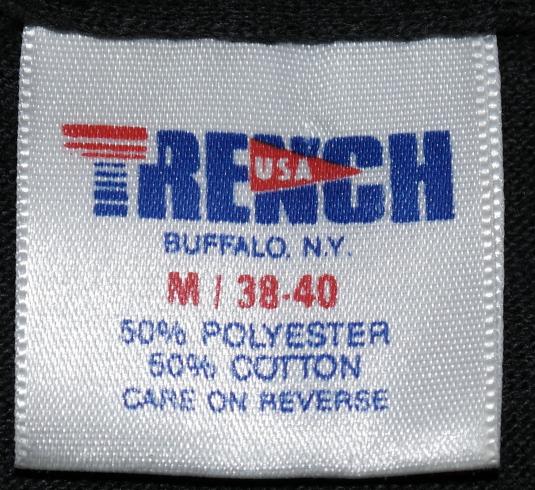 TRENCH
USA
BUFFALO, N.Y.
M / 38-40
50% POLYESTER
50% COTTON
CARE ON REVERSE